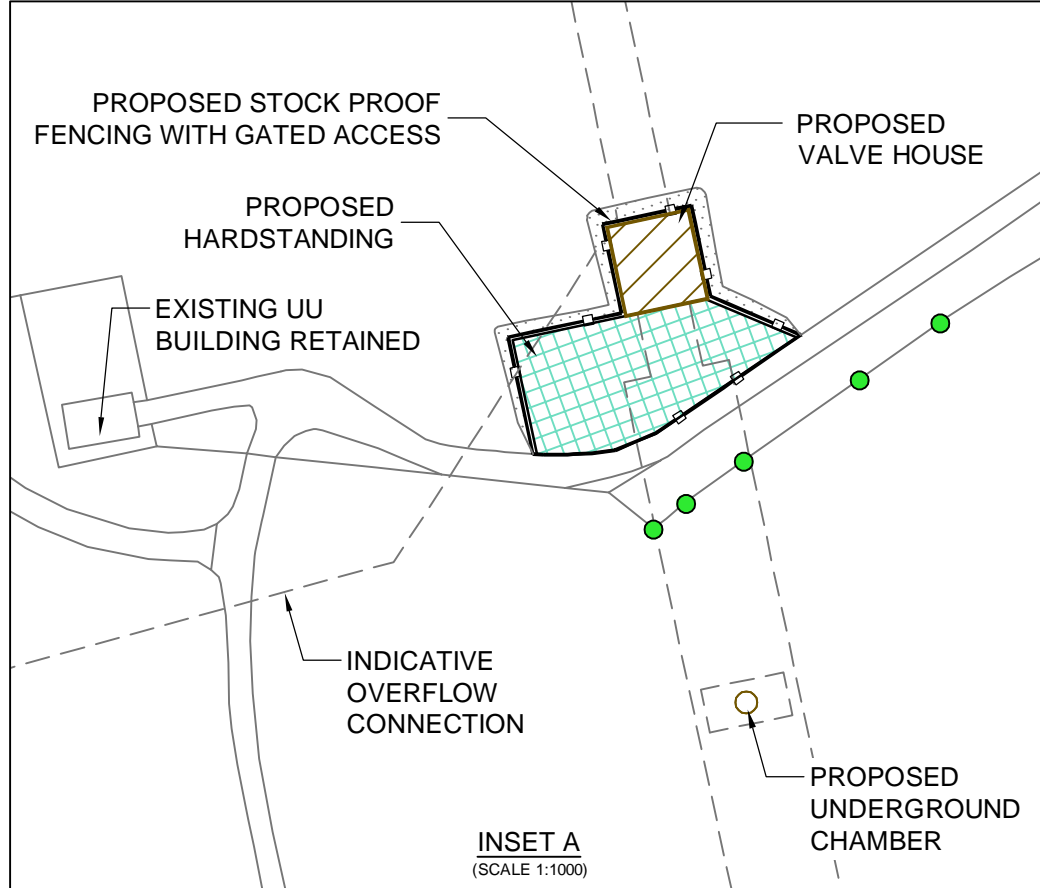 PROPOSED STOCK PROOF
FENCING WITH GATED ACCESS
PROPOSED
VALVE HOUSE
PROPOSED
HARDSTANDING
EXISTING UU
BUILDING RETAINED
INDICATIVE
OVERFLOW
CONNECTION
PROPOSED
UNDERGROUND
CHAMBER
INSET A
(SCALE 1:1000)